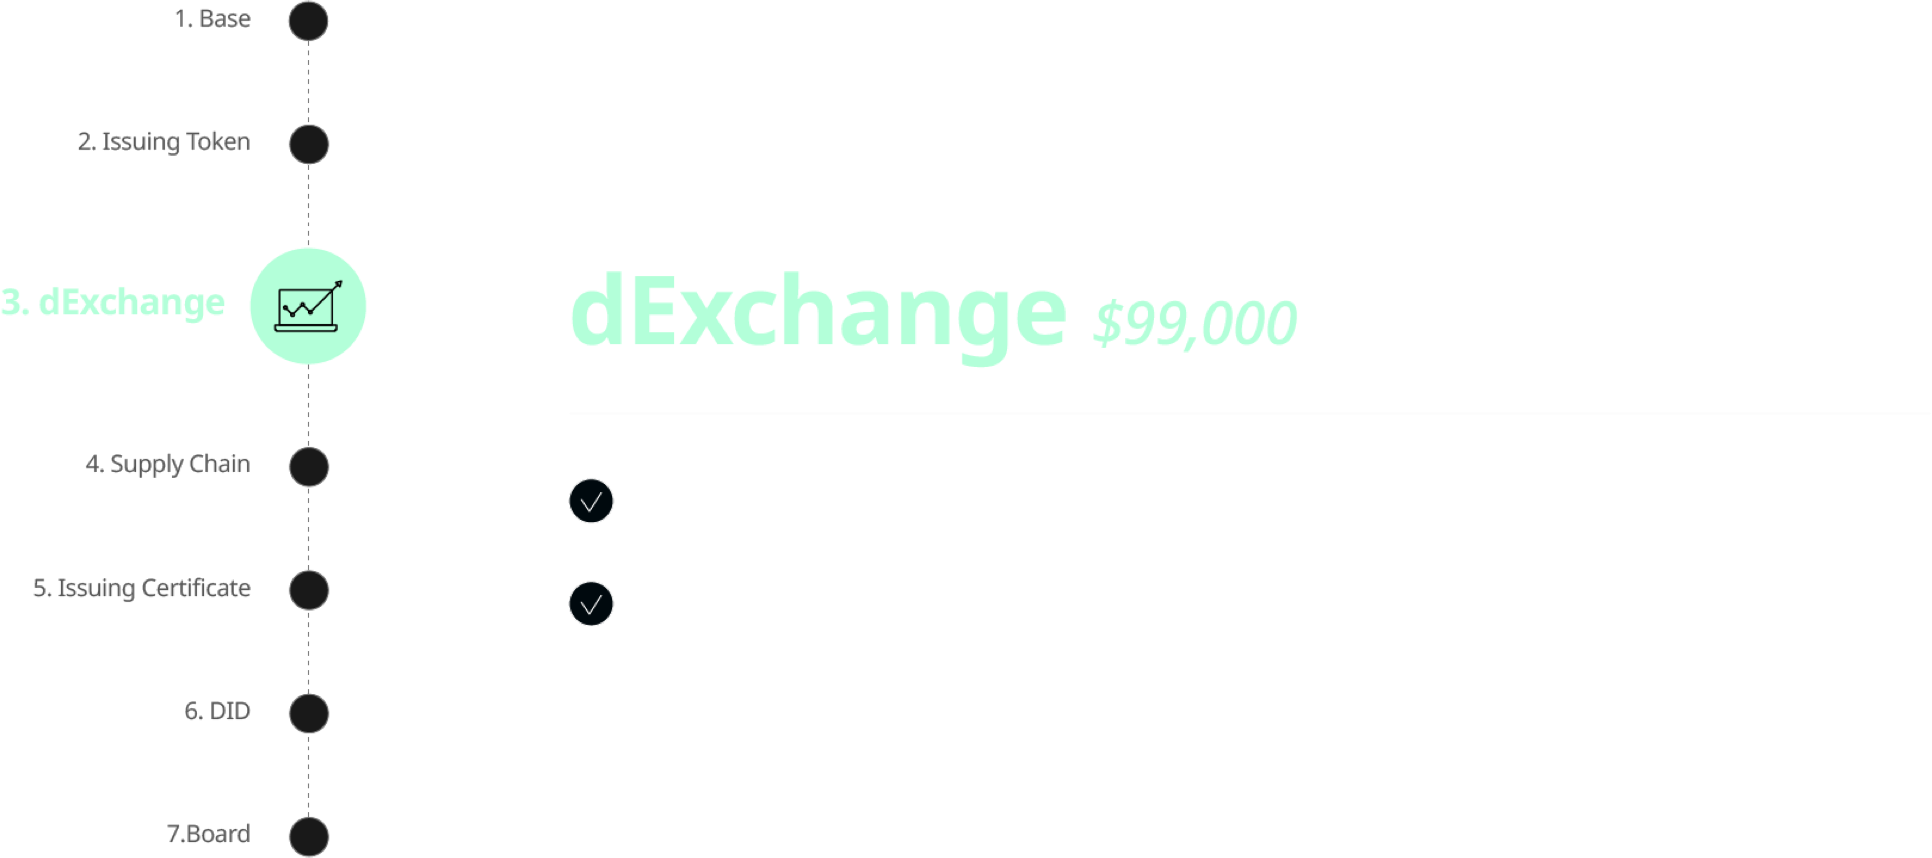 1. Base
2. Issuing Token
3. dExchange
dExchange $99,000
4. Supply Chain
5. Issuing Certificate
6. DID
7.Board